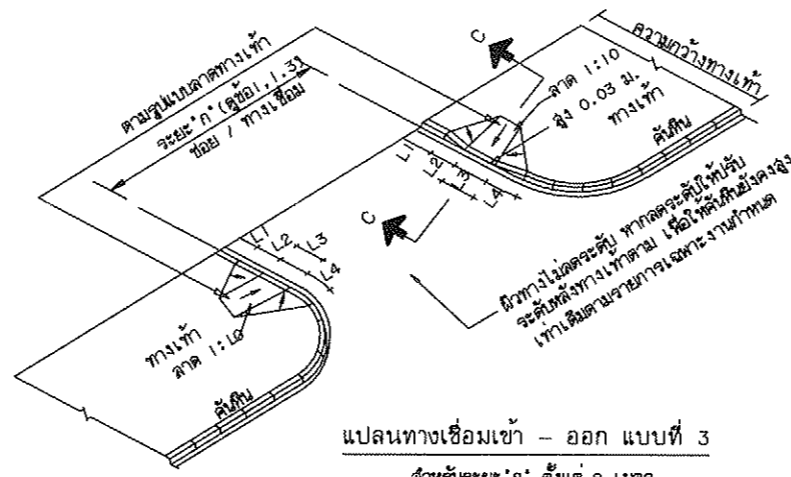 ตามรูปแบบลาดทางเท้า
ระยะ"ก" (ดูข้อ1,1.31
ซอย / ทางเชื่อม
C
ลาด 1:10
สูง 0.03 ม.
ทางเท้า
ความกว้างทางเท้า
คันหิน
L1
L2
L3
L4
L
C
ผิวทางไม่ลดระดับ หากลดระดับให้ปรับ
ระดับหลังทางเท้าตาม เพื่อให้คันหินยังคงสูง
เท่าเดิมตามรายการเฉพาะงานกำหนด
L1
L2
L3
L4
ทางเท้า
ลาด 1:10
คันหิน
แปลนทางเชื่อมเข้า – ออก แบบที่ 3